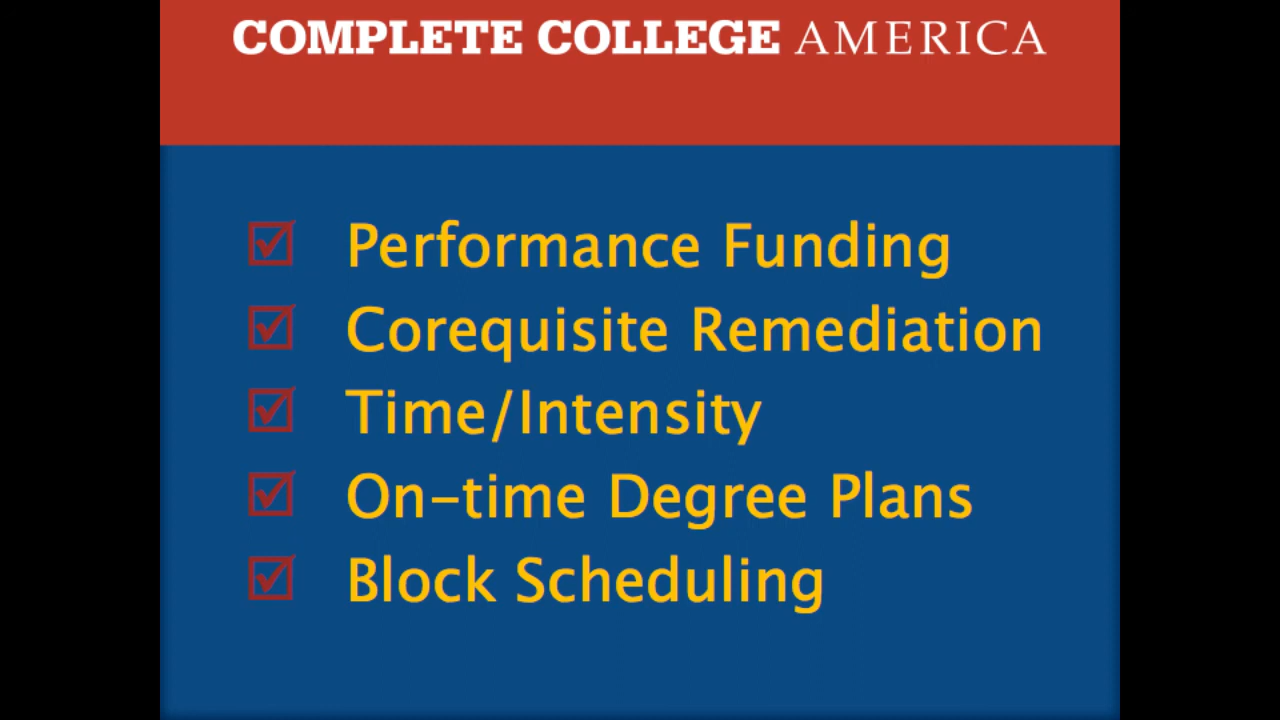 COMPLETE COLLEGE AMERICA
Performance Funding
Corequisite Remediation
Time/Intensity
On-time Degree Plans
Block Scheduling